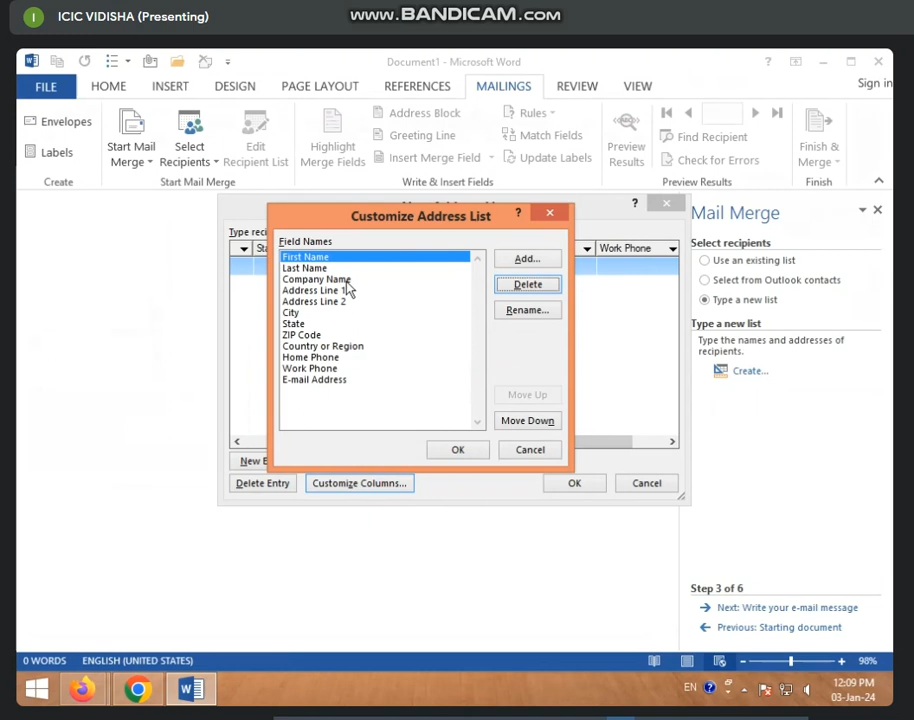 I ICIC VIDISHA (Presenting)
www.BANDICAM.com
Document1 - Microsoft Word
?
FILE HOME INSERT DESIGN PAGE LAYOUT REFERENCES MAILINGS REVIEW VIEW Sign in
Envelopes
Labels
Create
Start Mail Merge
Select Recipients
Edit Recipient List
Start Mail Merge
Highlight Merge Fields
Address Block
Greeting Line
Insert Merge Field
Rules
Match Fields
Update Labels
Write & Insert Fields
Preview Results
Find Recipient
Check for Errors
Preview Results
Finish & Merge
Finish
?
Type reci
Work Phone
New E
Delete Entry
Customize Columns...
OK
Cancel
Customize Address List
?
Field Names
First Name
Last Name
Company Name
Address Line 1
Address Line 2
City
State
ZIP Code
Country or Region
Home Phone
Work Phone
E-mail Address
Add...
Delete
Rename...
Move Up
Move Down
OK
Cancel
Mail Merge
Select recipients
Use an existing list
Select from Outlook contacts
Type a new list
Type a new list
Type the names and addresses of
recipients.
Create...
Step 3 of 6
Next: Write your e-mail message
Previous: Starting document
0 WORDS ENGLISH (UNITED STATES)
98%
EN
?
12:09 PM
03-Jan-24